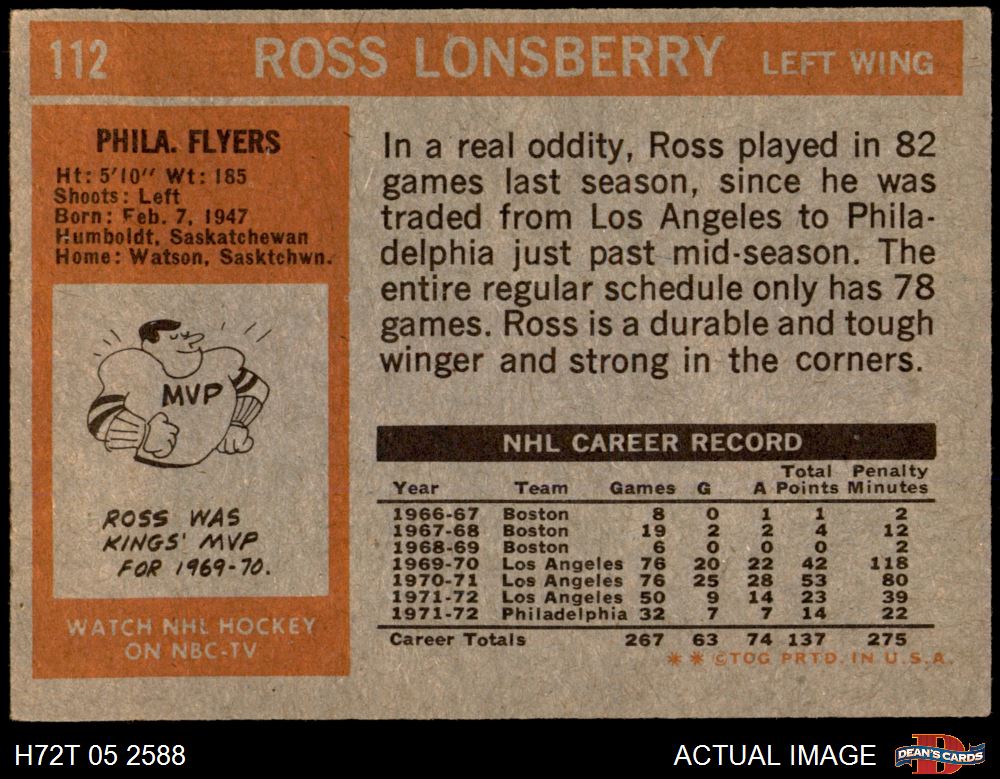 112 ROSS LONSBERRY LEFT WING
PHILA. FLYERS
Ht: 5'10" Wt: 185
Shoots: Left
Born: Feb. 7, 1947
Humboldt, Saskatchewan
Home: Watson, Sasktchwn.
MVP
ROSS WAS
KINGS' MVP
FOR 1969-70.
WATCH NHL HOCKEY
ON NBC-TV
In a real oddity, Ross played in 82
games last season, since he was
traded from Los Angeles to Phila-
delphia just past mid-season. The
entire regular schedule only has 78
games. Ross is a durable and tough
winger and strong in the corners.
NHL CAREER RECORD
Total Penalty
Year Team Games G A Points Minutes
1966-67 Boston 8 0 1 1 2
1967-68 Boston 19 2 2 4 12
1968-69 Boston 6 0 0 0 2
1969-70 Los Angeles 76 20 22 42 118
1970-71 Los Angeles 76 25 28 53 80
1971-72 Los Angeles 50 9 14 23 39
1971-72 Philadelphia 32 7 7 14 22
Career Totals 267 63 74 137 275
* * ©TCG PRTD. IN U.S.A.
H72T 05 2588 ACTUAL IMAGE DEAN'S CARDS